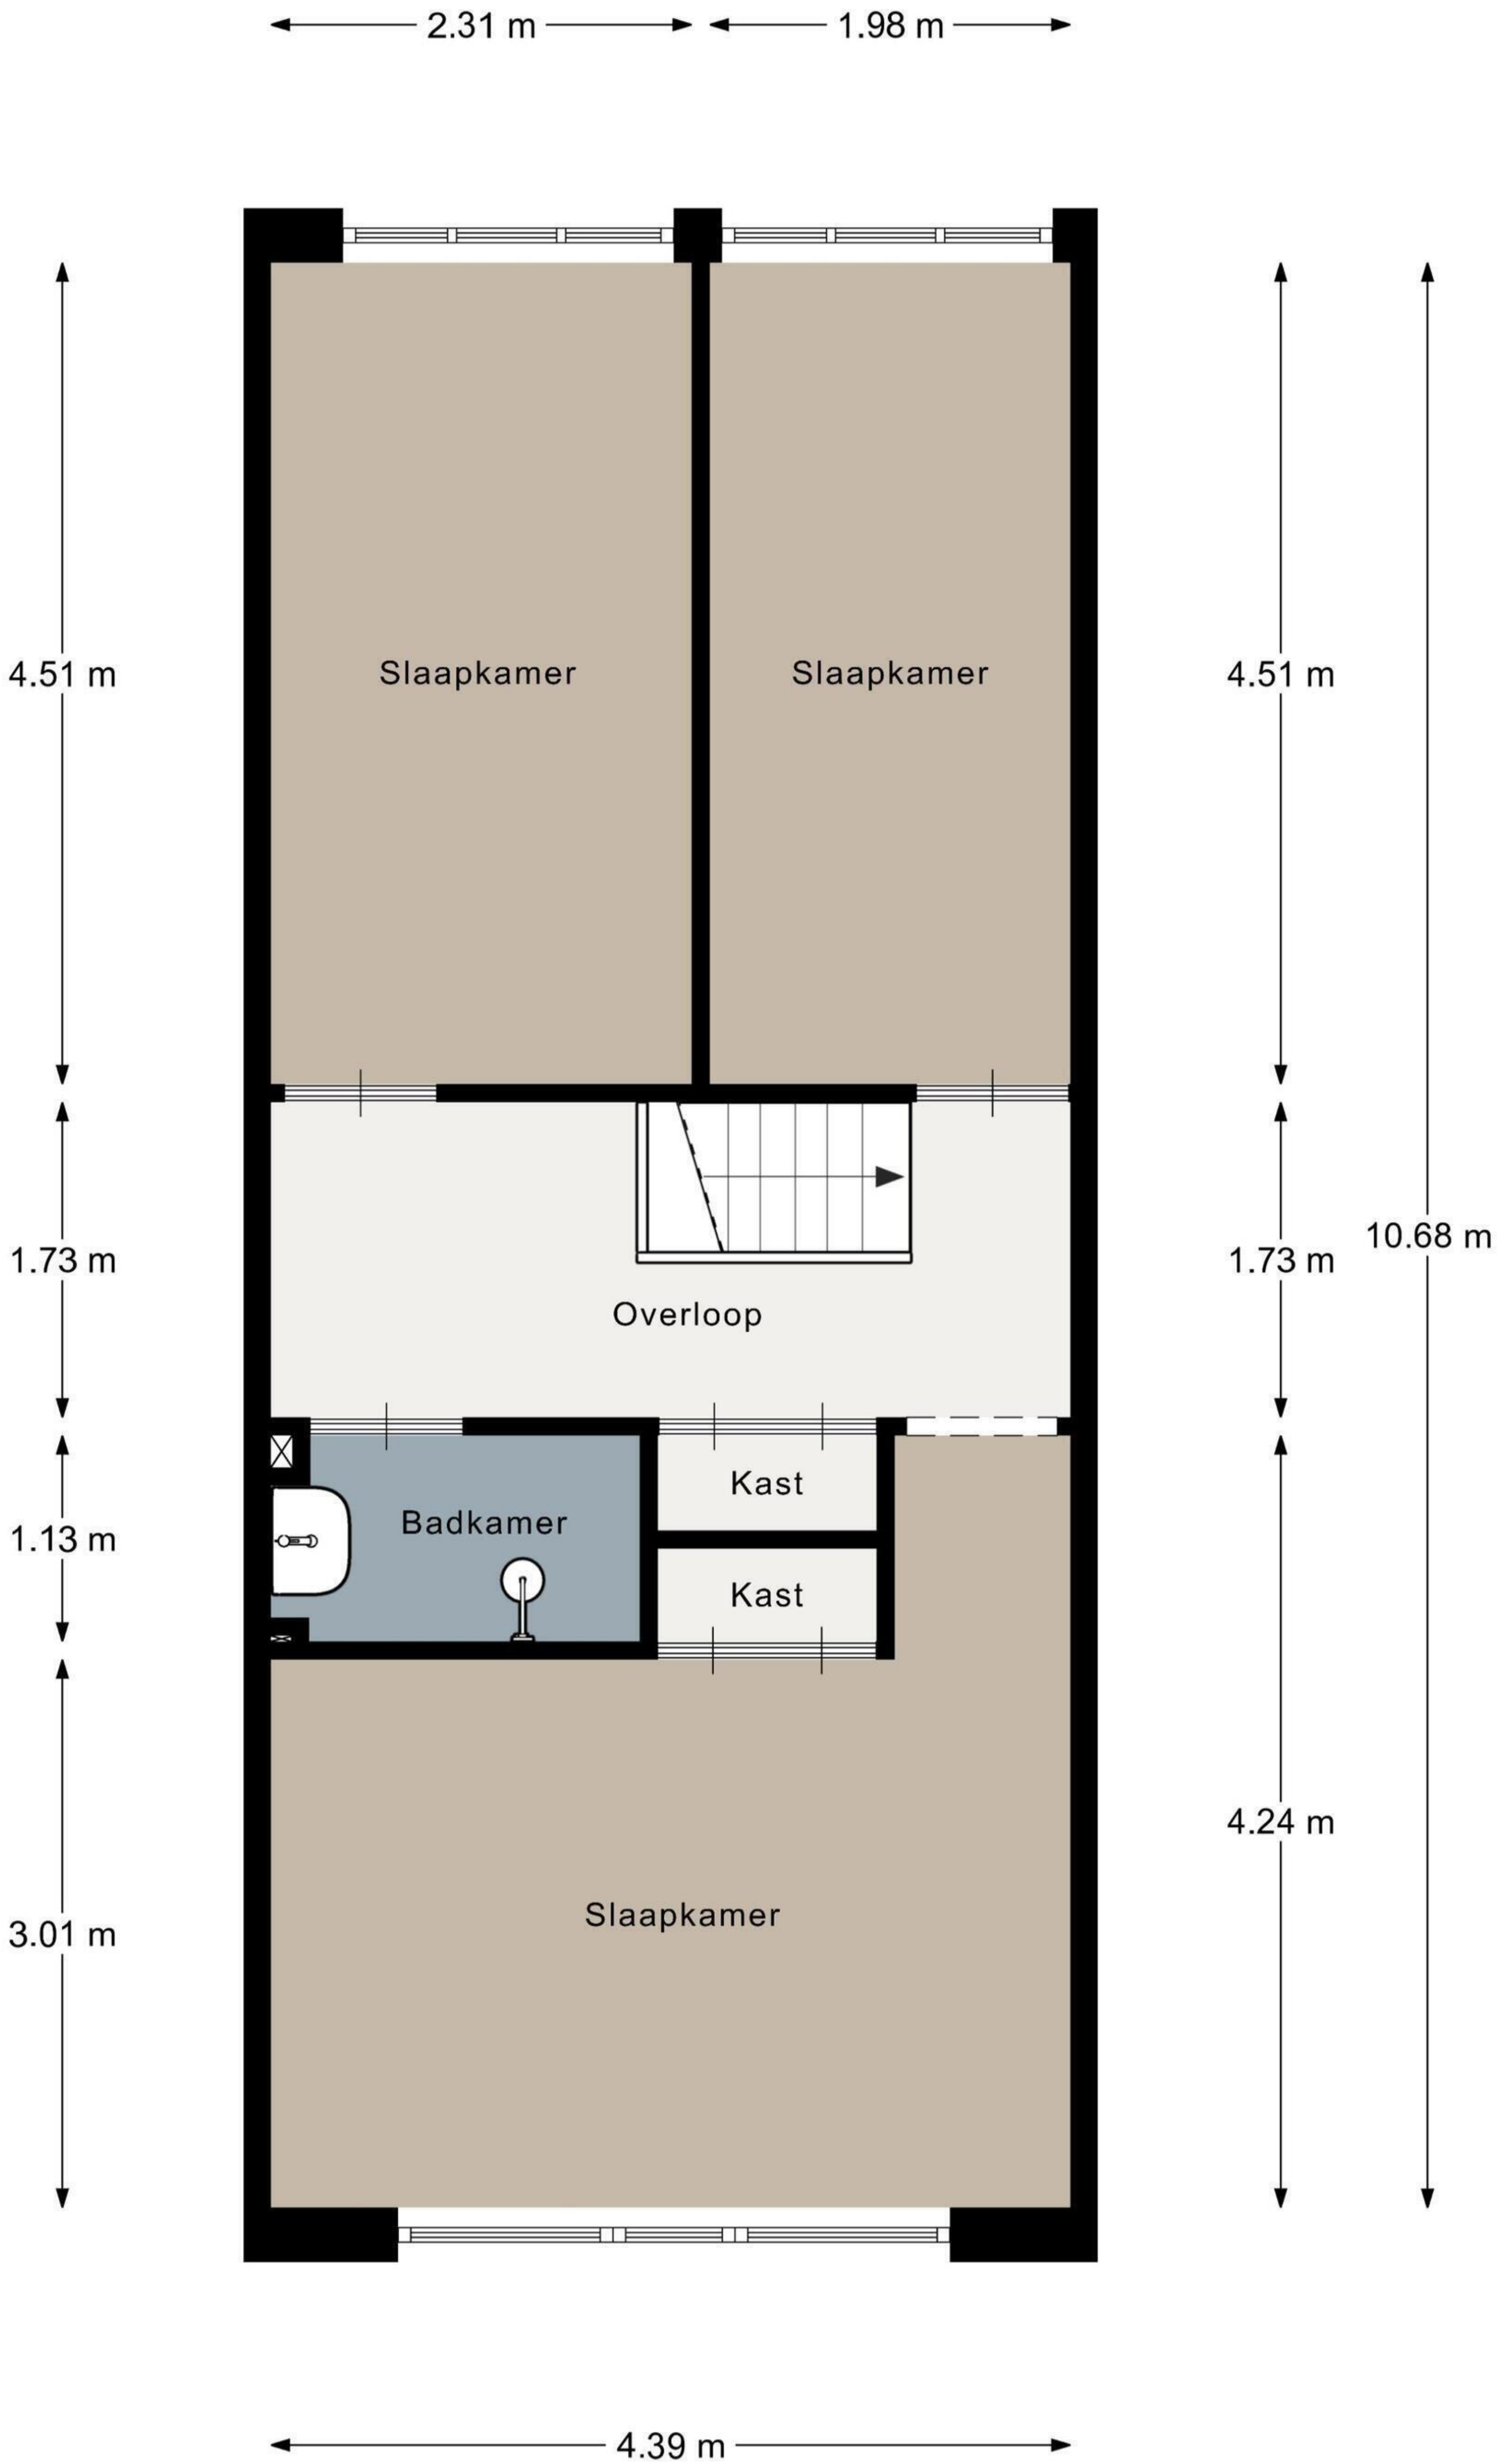 2.31 m
1.98 m
4.51 m
Slaapkamer
Slaapkamer
4.51 m
10.68 m
1.73 m
1.73 m
Overloop
Kast
Badkamer
1.13 m
Kast
4.24 m
Slaapkamer
3.01 m
4.39 m